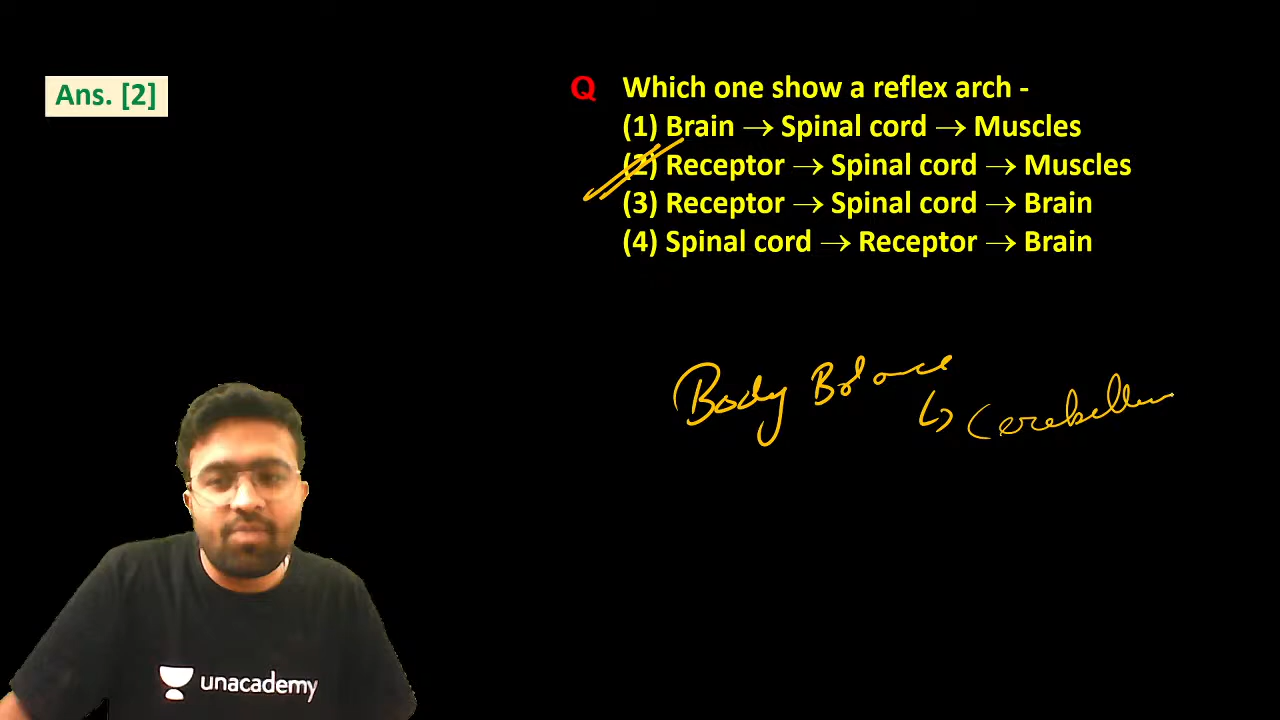 Ans. [2]
Q Which one show a reflex arch -
(1) Brain → Spinal cord → Muscles
(2) Receptor → Spinal cord → Muscles
(3) Receptor → Spinal cord → Brain
(4) Spinal cord → Receptor → Brain
Body Balance
↳ Cerebellum
unacademy